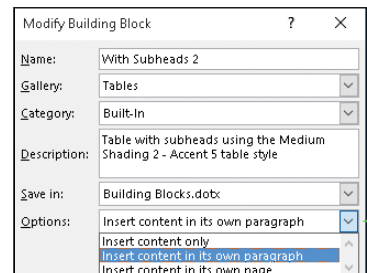 Modify Building Block ? ×
Name: With Subheads 2
Gallery: Tables
Category: Built-In
Description: Table with subheads using the Medium
Shading 2 - Accent 5 table style
Save in: Building Blocks.dotx
Options: Insert content in its own paragraph
Insert content only
Insert content in its own paragraph
Insert content in its own page